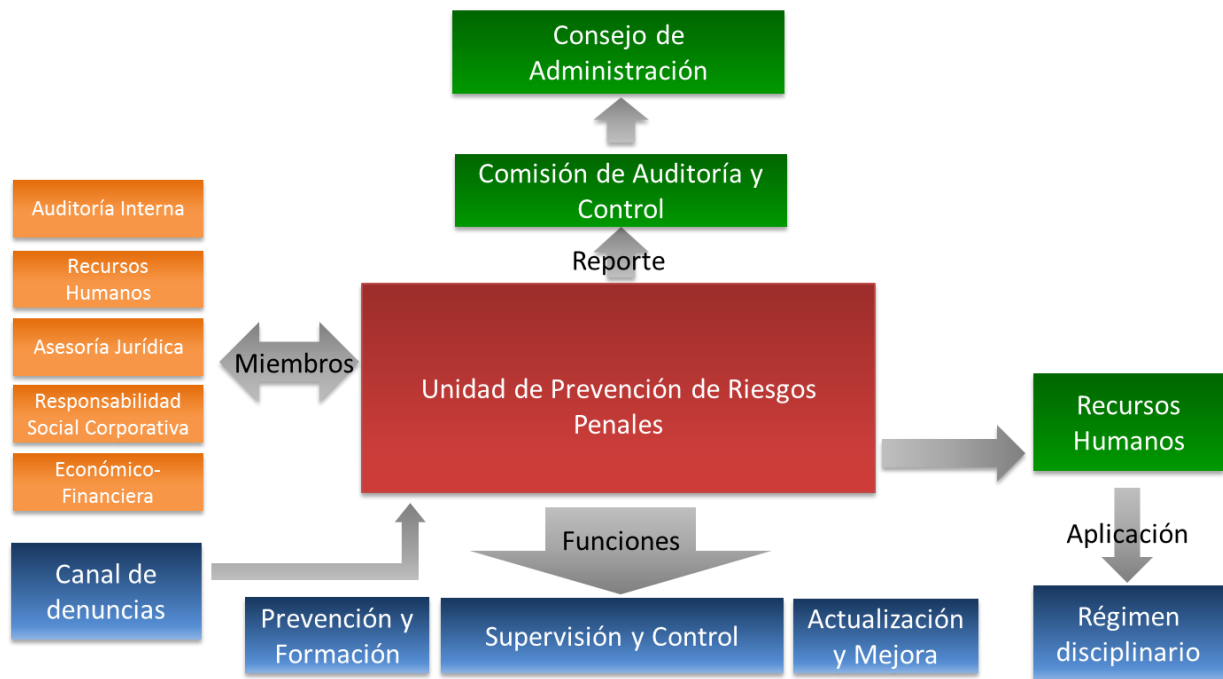 Consejo de
Administración
Comisión de Auditoría y
Control
Reporte
Auditoría Interna
Recursos
Humanos
Asesoría Jurídica
Responsabilidad
Social Corporativa
Económico-
Financiera
Miembros
Unidad de Prevención de Riesgos
Penales
Recursos
Humanos
Aplicación
Régimen
disciplinario
Canal de
denuncias
Funciones
Prevención y
Formación
Supervisión y Control
Actualización
y Mejora